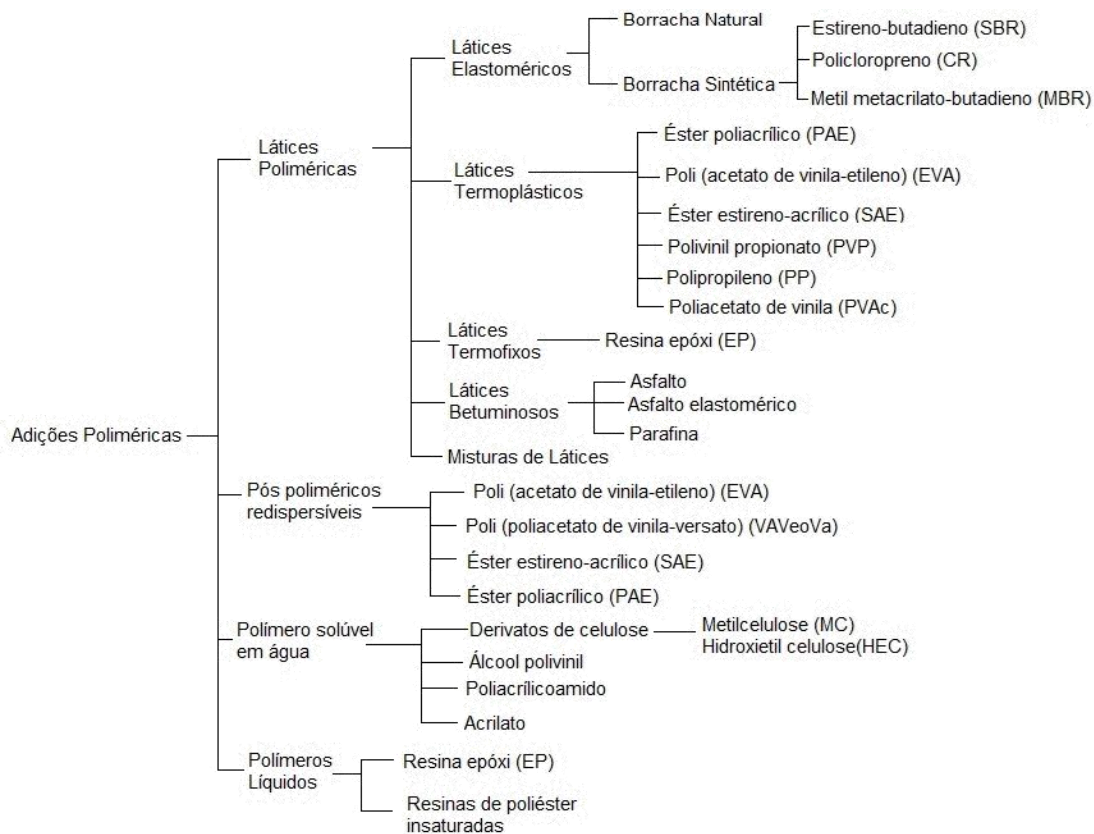 Adições Poliméricas
Látices
Poliméricas
Látices
Elastoméricos
Borracha Natural
Borracha Sintética
Estireno-butadieno (SBR)
Policloropreno (CR)
Metil metacrilato-butadieno (MBR)
Látices
Termoplásticos
Éster poliacrílico (PAE)
Poli (acetato de vinila-etileno) (EVA)
Éster estireno-acrílico (SAE)
Polivinil propionato (PVP)
Polipropileno (PP)
Poliacetato de vinila (PVAc)
Látices
Termofixos
Resina epóxi (EP)
Látices
Betuminosos
Asfalto
Asfalto elastomérico
Parafina
Misturas de Látices
Pós poliméricos
redispersíveis
Poli (acetato de vinila-etileno) (EVA)
Poli (poliacetato de vinila-versato) (VAVeoVa)
Éster estireno-acrílico (SAE)
Éster poliacrílico (PAE)
Polímero solúvel
em água
Derivatos de celulose
Metilcelulose (MC)
Hidroxietil celulose(HEC)
Álcool polivinil
Poliacrílicoamido
Acrilato
Polímeros
Líquidos
Resina epóxi (EP)
Resinas de poliéster
insaturadas